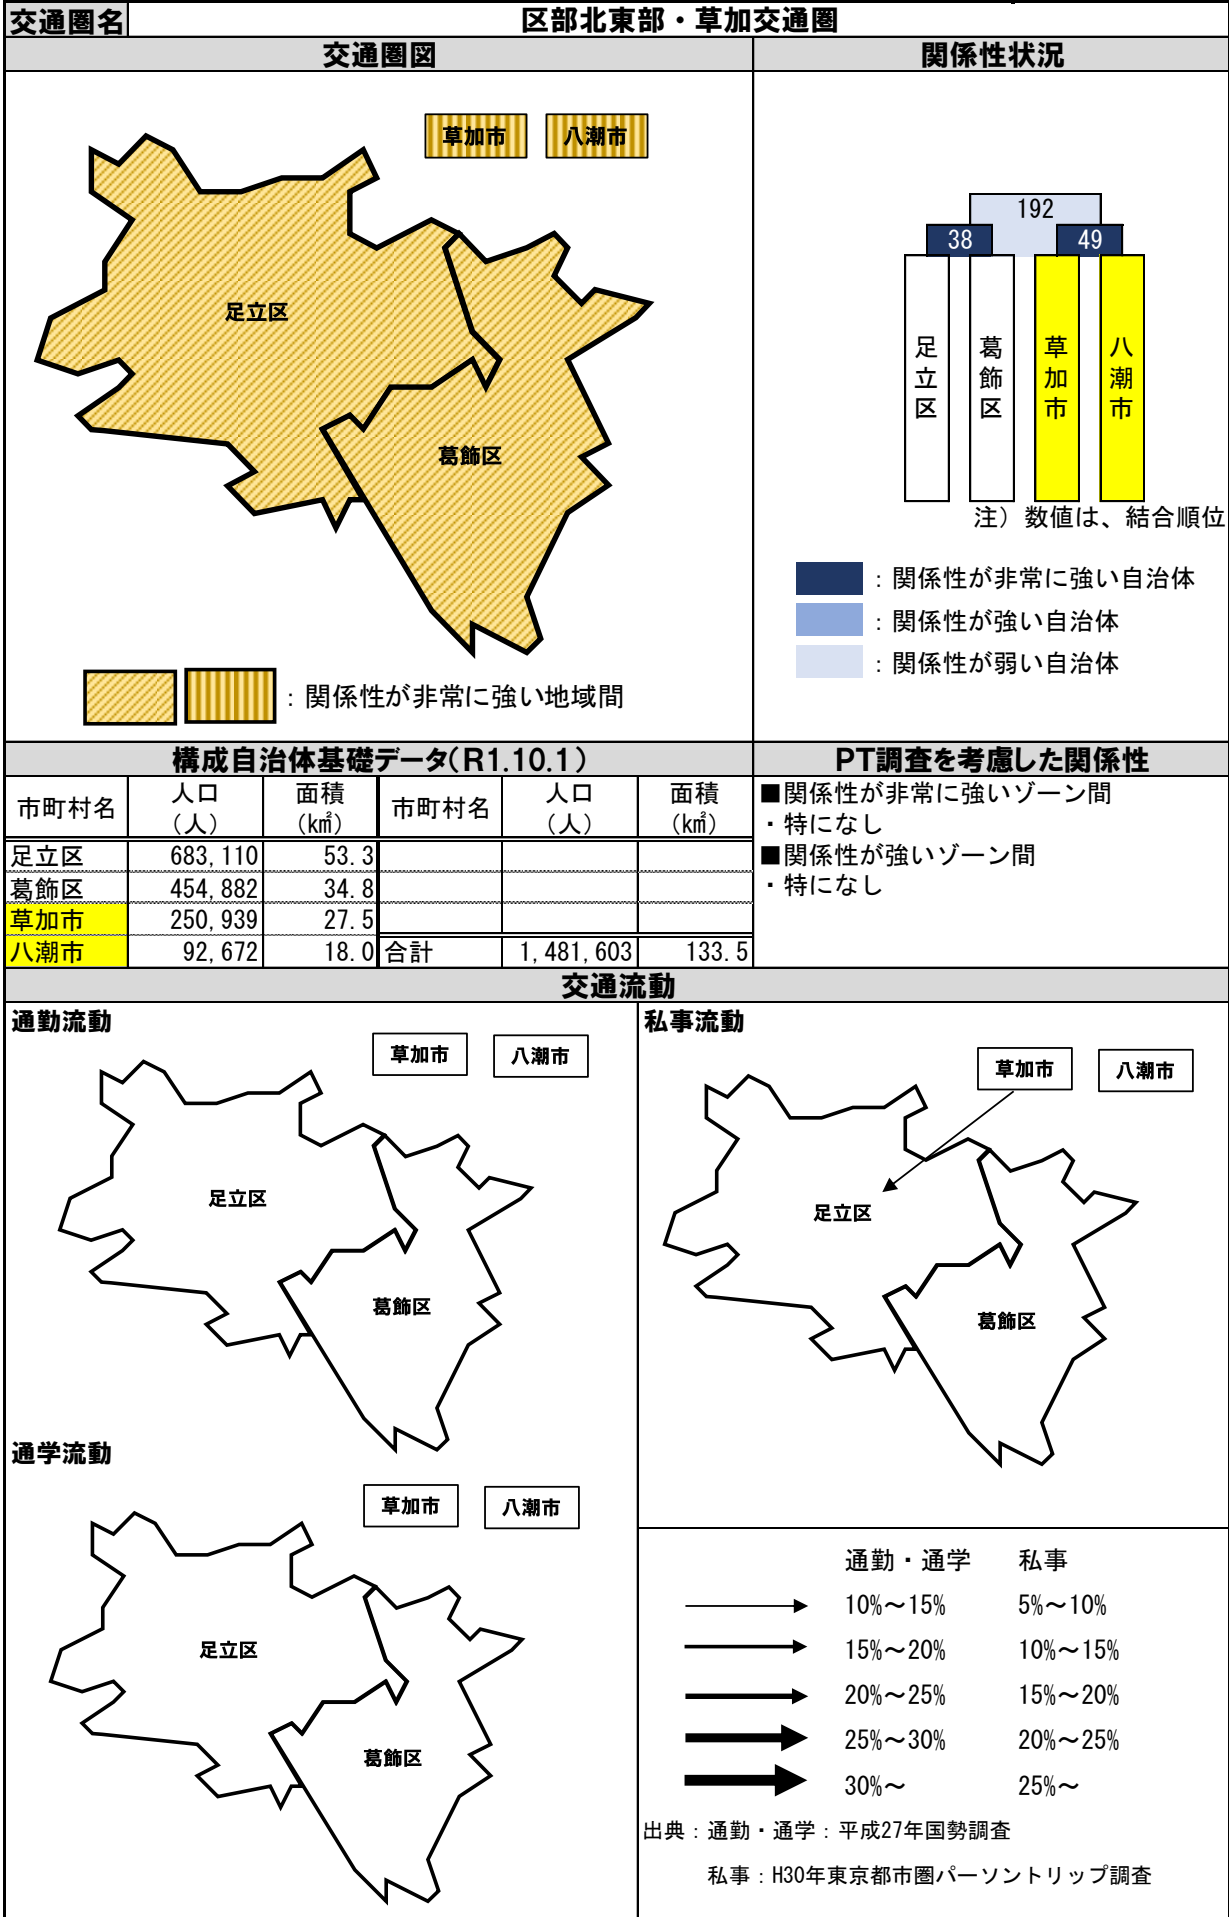 交通圏名
区部北東部・草加交通圏
交通圏図
関係性状況
草加市
八潮市
足立区
葛飾区
：関係性が非常に強い地域間
192
38
49
足立区
葛飾区
草加市
八潮市
注）数値は、結合順位
：関係性が非常に強い自治体
：関係性が強い自治体
：関係性が弱い自治体
構成自治体基礎データ(R1.10.1)
市町村名 人口（人） 面積（㎢） 市町村名 人口（人） 面積（㎢）
足立区 683,110 53.3
葛飾区 454,882 34.8
草加市 250,939 27.5
八潮市 92,672 18.0 合計 1,481,603 133.5
PT調査を考慮した関係性
■関係性が非常に強いゾーン間
・特になし
■関係性が強いゾーン間
・特になし
交通流動
通勤流動
草加市
八潮市
足立区
葛飾区
通学流動
草加市
八潮市
足立区
葛飾区
私事流動
草加市
八潮市
足立区
葛飾区
通勤・通学 私事
10%～15% 5%～10%
15%～20% 10%～15%
20%～25% 15%～20%
25%～30% 20%～25%
30%～ 25%～
出典：通勤・通学：平成27年国勢調査
私事：H30年東京都市圏パーソントリップ調査